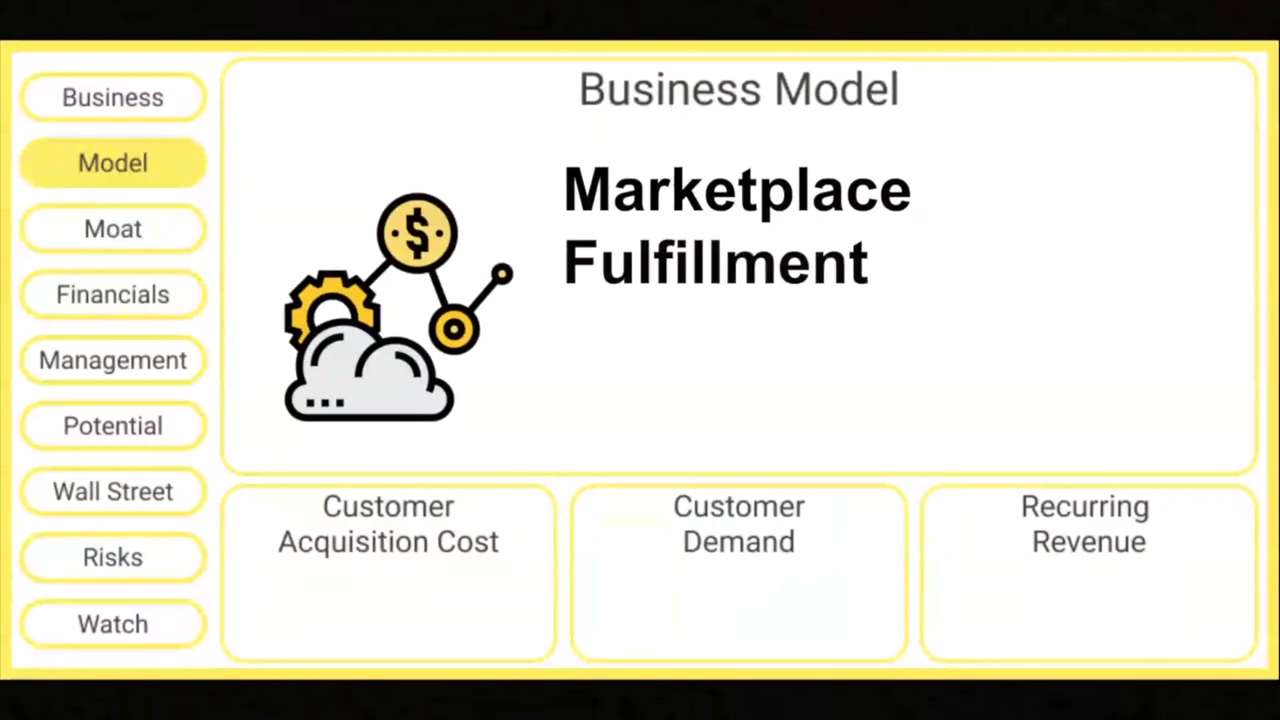 Business
Model
Moat
Financials
Management
Potential
Wall Street
Risks
Watch
Business Model
Marketplace
Fulfillment
$
Customer
Acquisition Cost
Customer
Demand
Recurring
Revenue